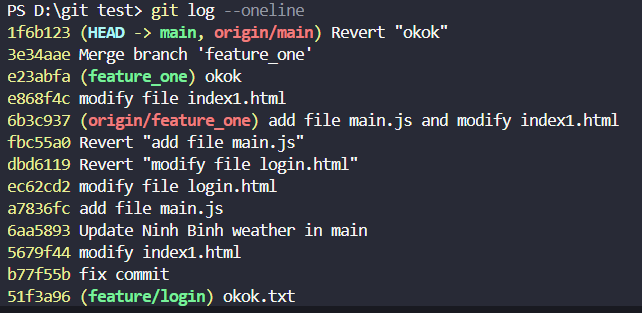 PS D:\git test> git log --oneline
1f6b123 (HEAD -> main, origin/main) Revert "okok"
3e34aae Merge branch 'feature_one'
e23abfa (feature_one) okok
e868f4c modify file index1.html
6b3c937 (origin/feature_one) add file main.js and modify index1.html
fbc55a0 Revert "add file main.js"
dbd6119 Revert "modify file login.html"
ec62cd2 modify file login.html
a7836fc add file main.js
6aa5893 Update Ninh Binh weather in main
5679f44 modify index1.html
b77f55b fix commit
51f3a96 (feature/login) okok.txt